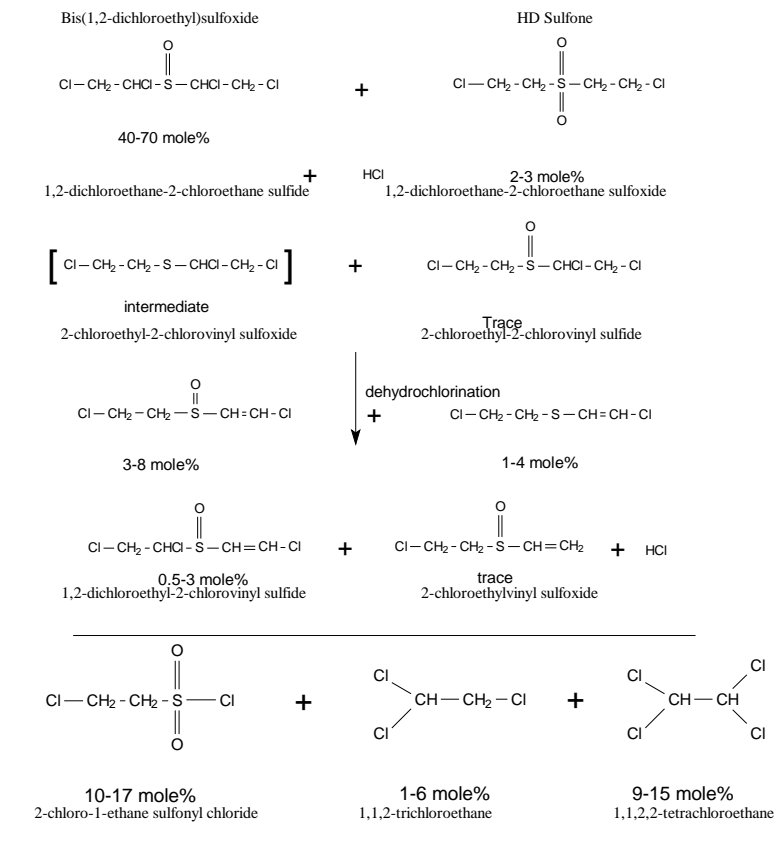 Bis(1,2-dichloroethyl)sulfoxide HD Sulfone
O O
Cl—CH2-CHCl-S—CHCl-CH2-Cl + Cl—CH2-CH2-S—CH2-CH2-Cl
O
40-70 mole%
+ HCl 2-3 mole%
1,2-dichloroethane-2-chloroethane sulfide 1,2-dichloroethane-2-chloroethane sulfoxide
O
[ Cl—CH2-CH2-S—CHCl-CH2-Cl ] + Cl—CH2-CH2-S—CHCl-CH2-Cl
intermediate Trace
2-chloroethyl-2-chlorovinyl sulfoxide 2-chloroethyl-2-chlorovinyl sulfide
O dehydrochlorination
Cl—CH2—CH2—S—CH=CH-Cl + Cl—CH2-CH2-S—CH=CH-Cl
3-8 mole% 1-4 mole%
O O
Cl—CH2-CHCl-S—CH=CH-Cl + Cl—CH2-CH2-S—CH=CH2 + HCl
0.5-3 mole% trace
1,2-dichloroethyl-2-chlorovinyl sulfide 2-chloroethylvinyl sulfoxide
O Cl Cl Cl
Cl—CH2-CH2-S—Cl + CH—CH2—Cl + CH—CH
O Cl Cl Cl
10-17 mole% 1-6 mole% 9-15 mole%
2-chloro-1-ethane sulfonyl chloride 1,1,2-trichloroethane 1,1,2,2-tetrachloroethane